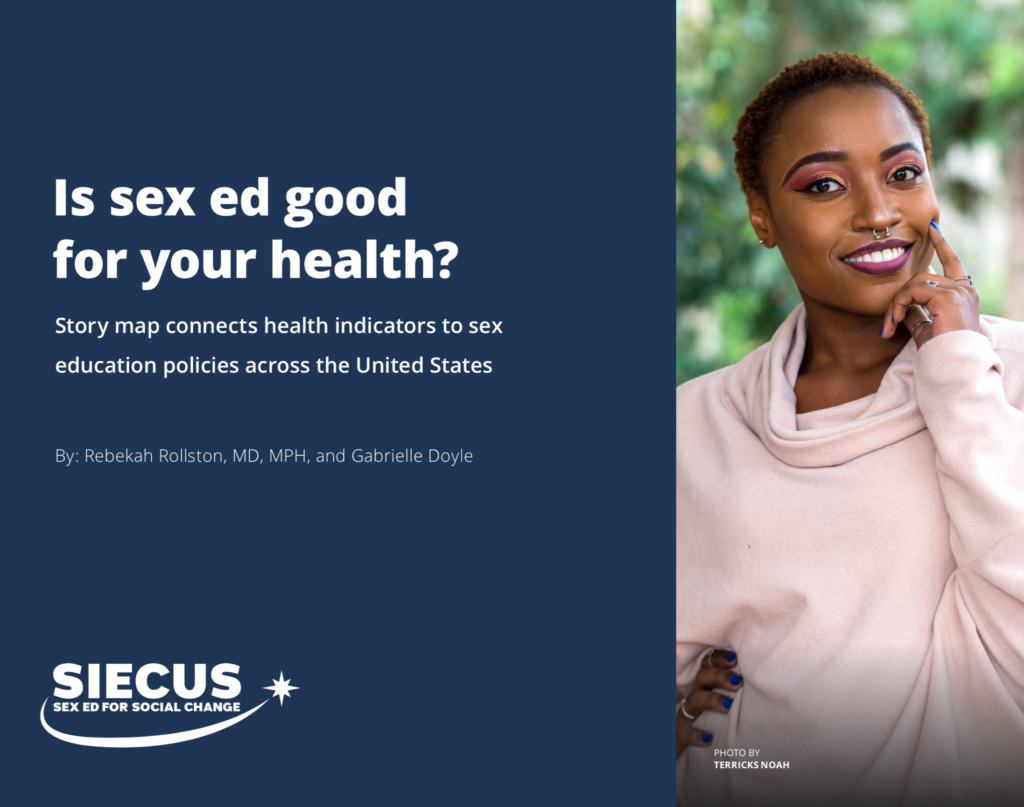 Is sex ed good
for your health?
Story map connects health indicators to sex
education policies across the United States
By: Rebekah Rollston, MD, MPH, and Gabrielle Doyle
SIECUS
SEX ED FOR SOCIAL CHANGE
PHOTO BY
TERRICKS NOAH